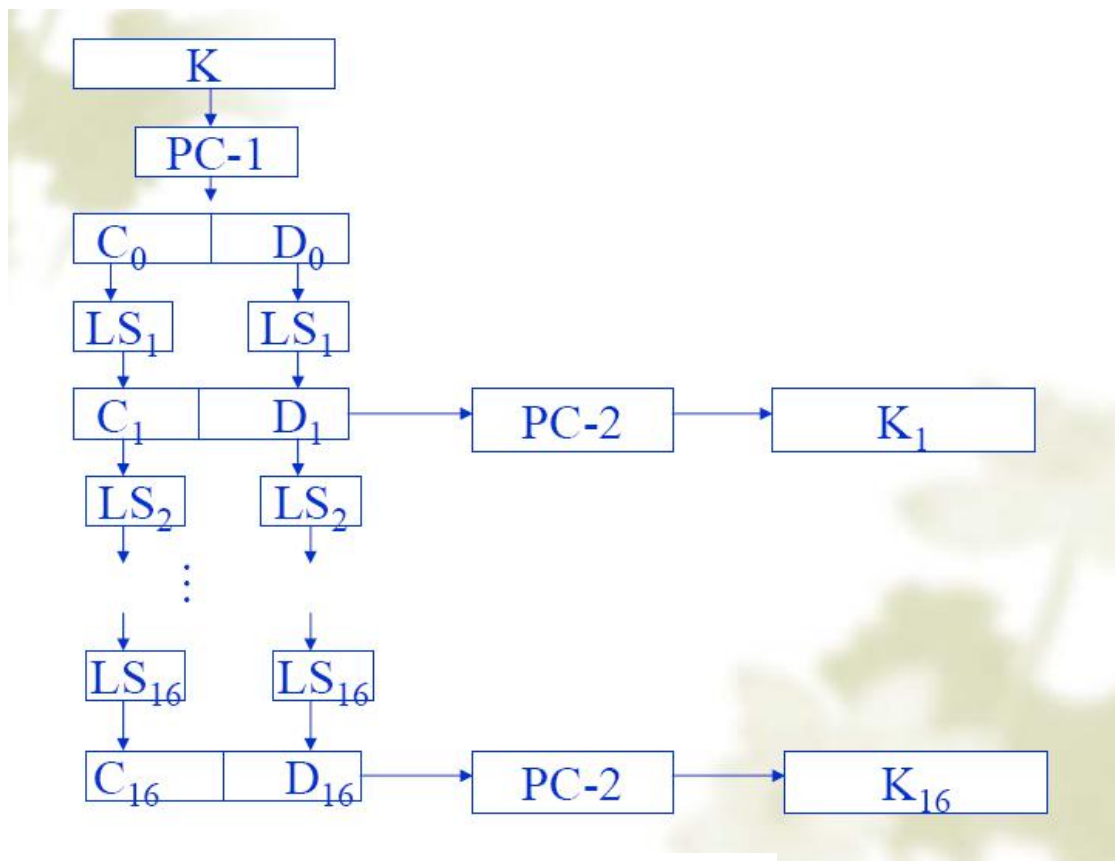 K
PC-1
C₀ D₀
LS₁ LS₁
C₁ D₁ PC-2 K₁
LS₂ LS₂
⋮
LS₁₆ LS₁₆
C₁₆ D₁₆ PC-2 K₁₆